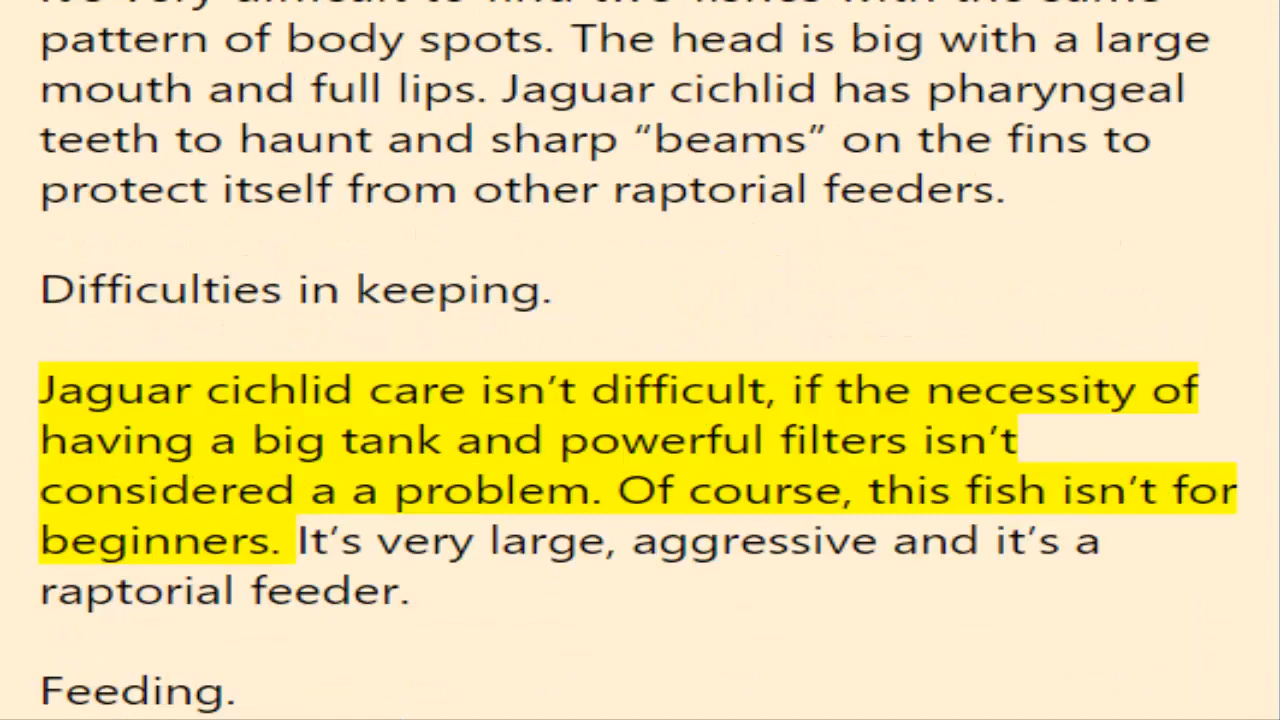 pattern of body spots. The head is big with a large
mouth and full lips. Jaguar cichlid has pharyngeal
teeth to haunt and sharp “beams” on the fins to
protect itself from other raptorial feeders.
Difficulties in keeping.
Jaguar cichlid care isn’t difficult, if the necessity of
having a big tank and powerful filters isn’t
considered a a problem. Of course, this fish isn’t for
beginners. It’s very large, aggressive and it’s a
raptorial feeder.
Feeding.